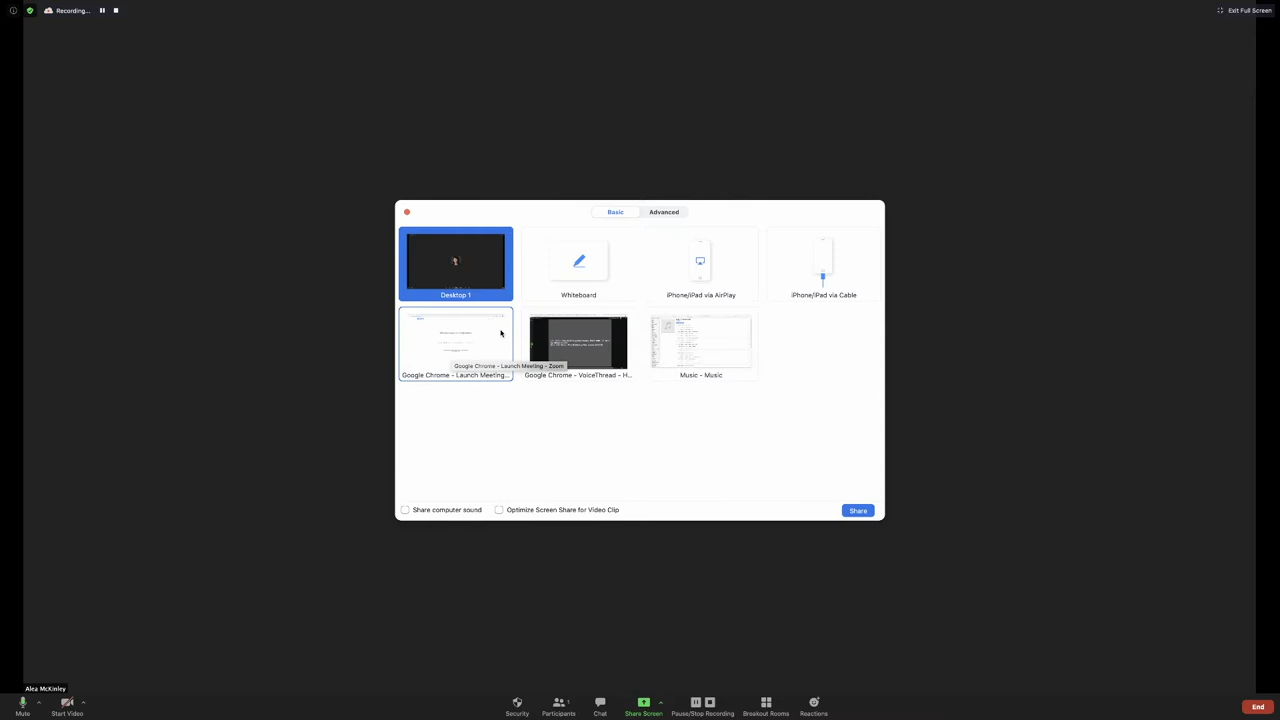 Recording...
Exit Full Screen
Basic
Advanced
Desktop 1
Whiteboard
iPhone/iPad via AirPlay
iPhone/iPad via Cable
Google Chrome - Launch Meeting - Zoom
Google Chrome - Launch Meeting...
Google Chrome - VoiceThread - H...
Music - Music
Share computer sound
Optimize Screen Share for Video Clip
Share
Alea McKinley
1
Mute
Start Video
Security
Participants
Chat
Share Screen
Pause/Stop Recording
Breakout Rooms
Reactions
End